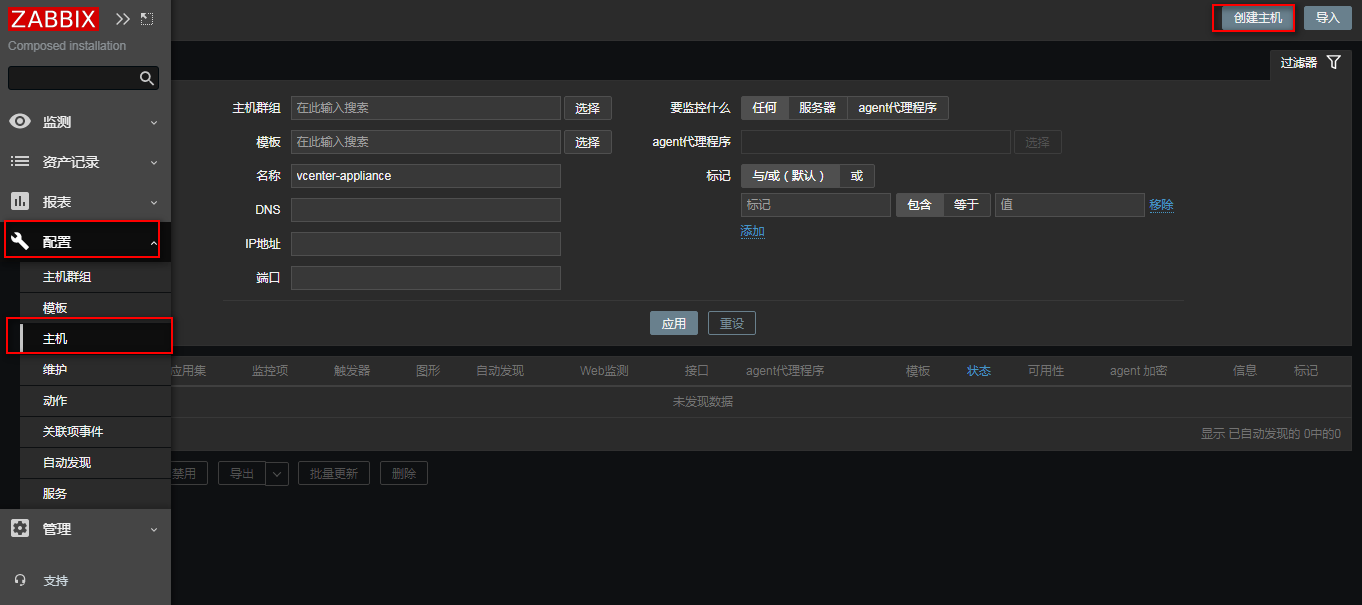 ZABBIX
Composed installation
监测
资产记录
报表
配置
主机群组
模板
主机
维护
动作
关联项事件
自动发现
服务
管理
支持
创建主机 导入
过滤器
主机群组 在此输入搜索 选择 要监控什么 任何 服务器 agent代理程序
模板 在此输入搜索 选择 agent代理程序 选择
名称 vcenter-appliance 标记 与/或 ( 默认 ) 或
DNS 标记 包含 等于 值 移除
添加
IP地址
端口
应用 重设
应用集 监控项 触发器 图形 自动发现 Web监测 接口 agent代理程序 模板 状态 可用性 agent 加密 信息 标记
未发现数据
显示 已自动发现的 0中的0
禁用 导出 批量更新 删除